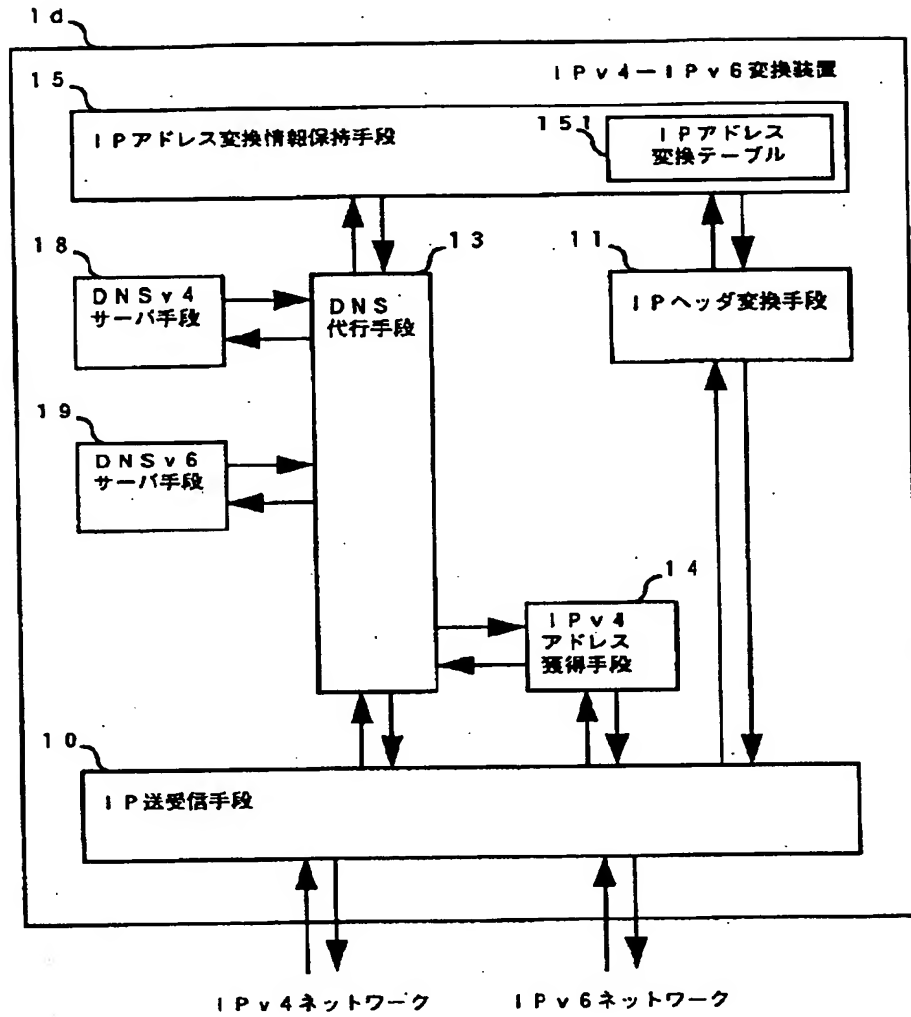 1d
IPv4ーIPv6変換装置
15
IPアドレス変換情報保持手段
151
IPアドレス
変換テーブル
18
DNSv4
サーバ手段
13
DNS
代行手段
11
IPヘッダ変換手段
19
DNSv6
サーバ手段
14
IPv4
アドレス
獲得手段
10
IP送受信手段
IPv4ネットワーク
IPv6ネットワーク